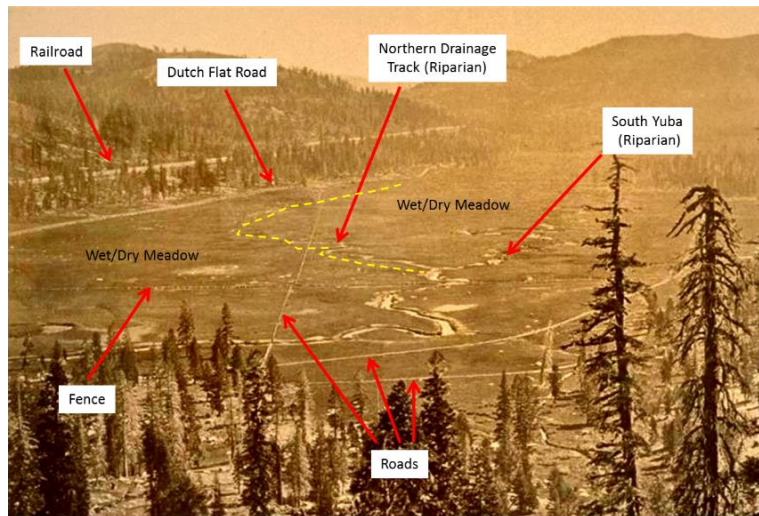 Railroad
Dutch Flat Road
Northern Drainage
Track (Riparian)
South Yuba
(Riparian)
Wet/Dry Meadow
Wet/Dry Meadow
Fence
Roads